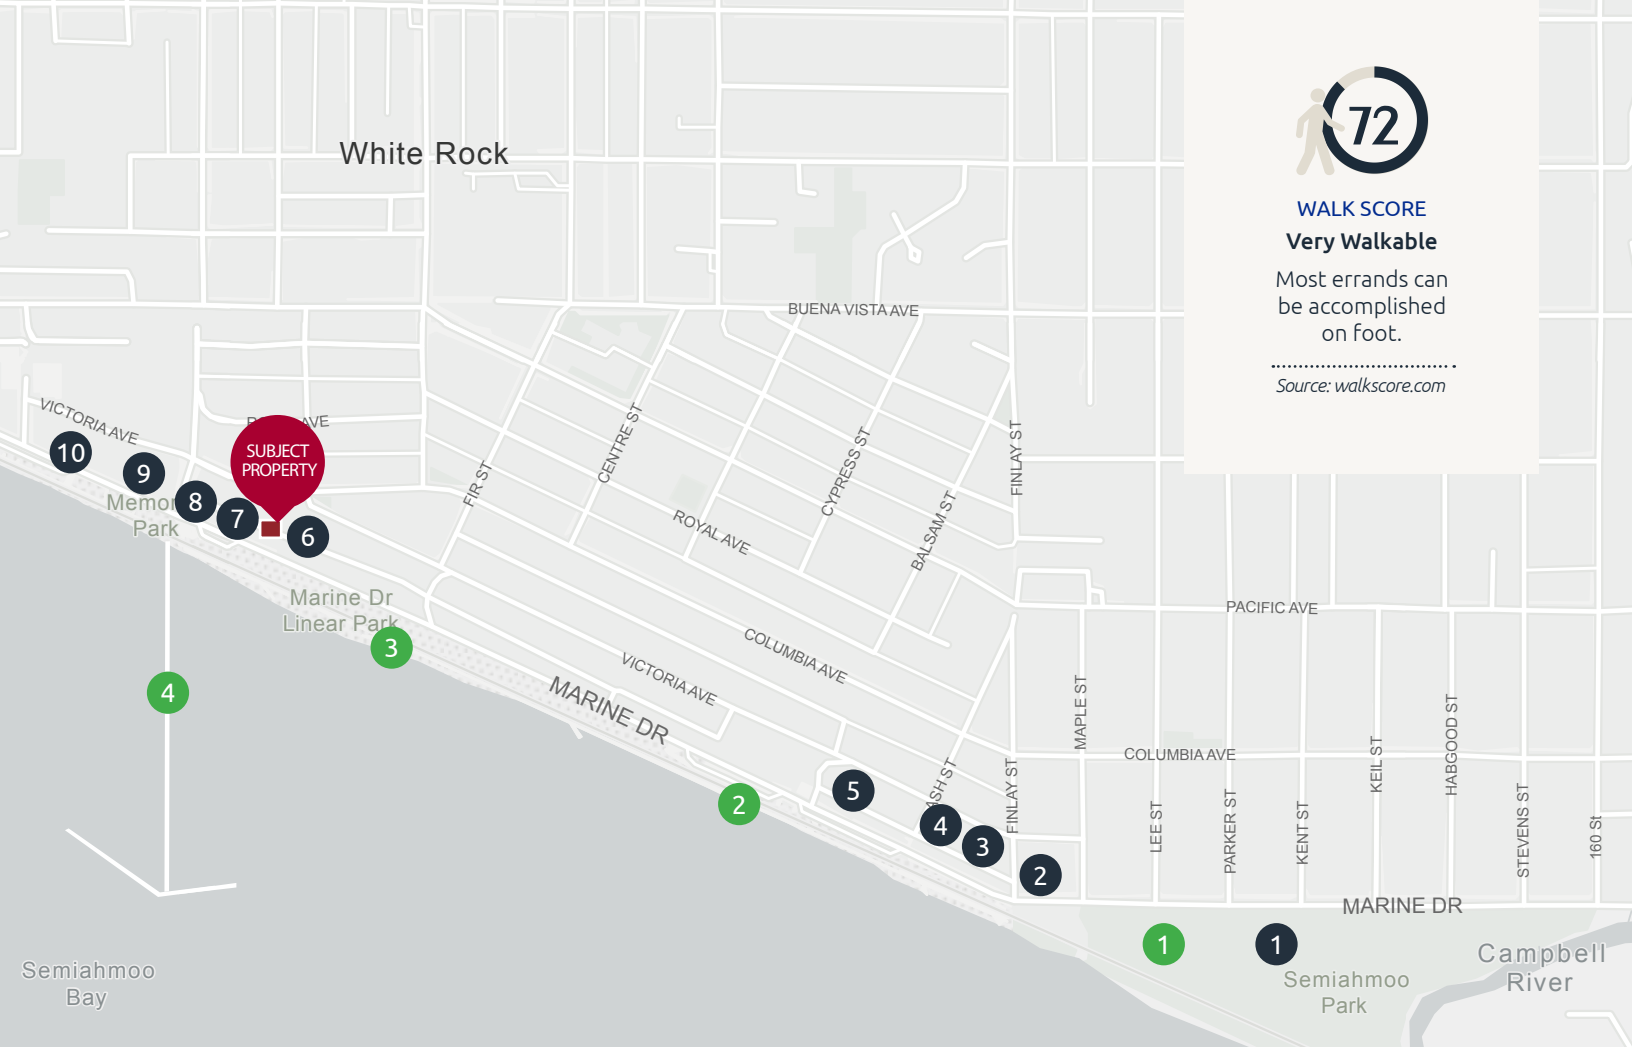 White Rock
72
WALK SCORE
Very Walkable
Most errands can
be accomplished
on foot.
Source: walkscore.com
BUENA VISTA AVE
VICTORIA AVE
AVE
SUBJECT
PROPERTY
10
9
8
7
6
Park
FIR ST
CENTRE ST
CYPRESS ST
BALSAM ST
FINLAY ST
ROYAL AVE
Marine Dr
Linear Park
3
4
COLUMBIA AVE
VICTORIA AVE
MARINE DR
PACIFIC AVE
MAPLE ST
COLUMBIA AVE
KEIL ST
HABGOOD ST
2
5
ASH ST
FINLAY ST
4
3
2
LEE ST
PARKER ST
KENT ST
STEVENS ST
160 St
MARINE DR
1
1
Semiahmoo
Park
Campbell
River
Semiahmoo
Bay